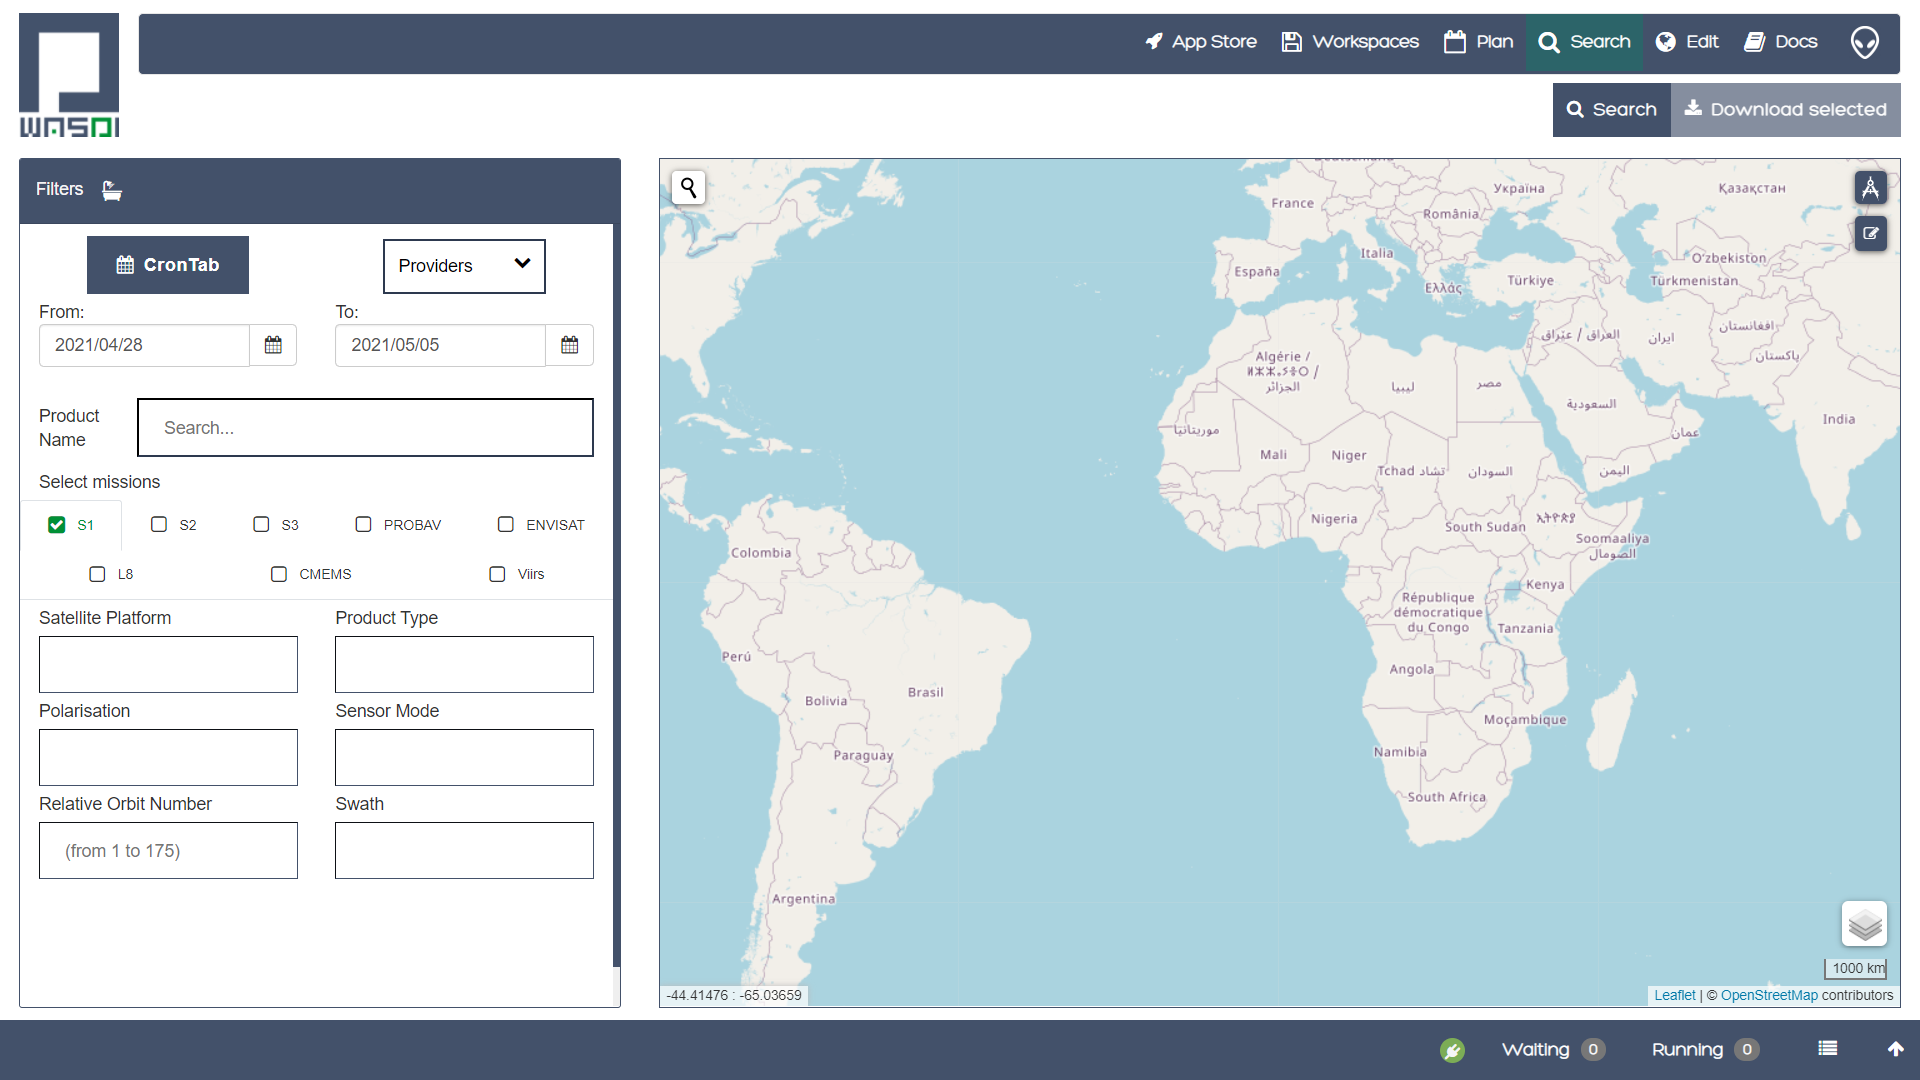 WASDI
App Store
Workspaces
Plan
Search
Edit
Docs
Search
Download selected
Filters
CronTab
Providers
From:
To:
2021/04/28
2021/05/05
Product Name
Search...
Select missions
S1
S2
S3
PROBAV
ENVISAT
L8
CMEMS
Viirs
Satellite Platform
Product Type
Polarisation
Sensor Mode
Relative Orbit Number
Swath
(from 1 to 175)
Україна
Қазақстан
France
România
Italia
Oʻzbekiston
España
Türkiye
Türkmenistan
Ελλάς
العراق / عێراق
ایران
افغانستان
پاکستان
Algérie /
ⵍⵣⵣⴰⵢⴻⵔ /
الجزائر
ليبيا
مصر
السعودية
India
موريتانيا
عمان
Mali
Niger
Tchad تشاد
السودان
اليمن
Nigeria
South Sudan
ኢትዮጵያ
Soomaaliya
الصومال
Colombia
Kenya
République
démocratique
du Congo
Tanzania
Perú
Angola
Brasil
Bolivia
Moçambique
Paraguay
Namibia
South Africa
Argentina
1000 km
-44.41476 : -65.03659
Leaflet | © OpenStreetMap contributors
Waiting 0
Running 0